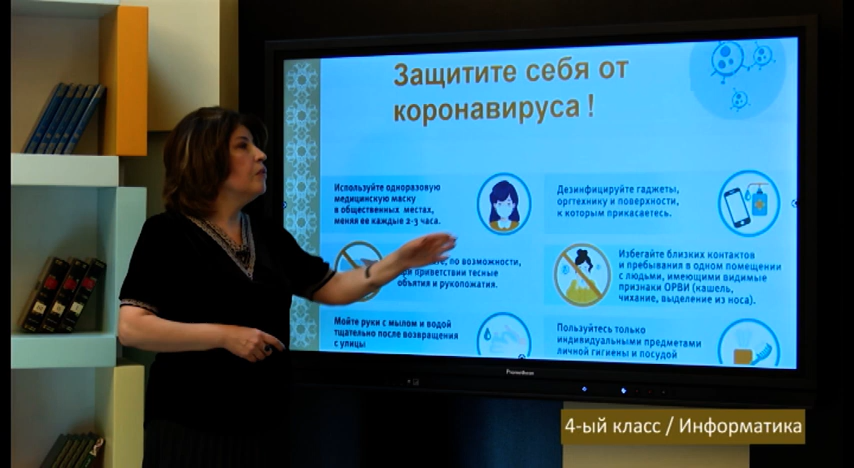 Защитите себя от
коронавируса !
Используйте одноразовую
медицинскую маску
в общественных местах,
меняя ее каждые 2-3 часа.
Дезинфицируйте гаджеты,
оргтехнику и поверхности,
к которым прикасаетесь.
по возможности,
при приветствии тесные
объятия и рукопожатия.
Избегайте близких контактов
и пребывания в одном помещении
с людьми, имеющими видимые
признаки ОРВИ (кашель,
чихание, выделение из носа).
Мойте руки с мылом и водой
тщательно после возвращения
с улицы
Пользуйтесь только
индивидуальными предметами
личной гигиены и посудой
Promethean
4-ый класс / Информатика